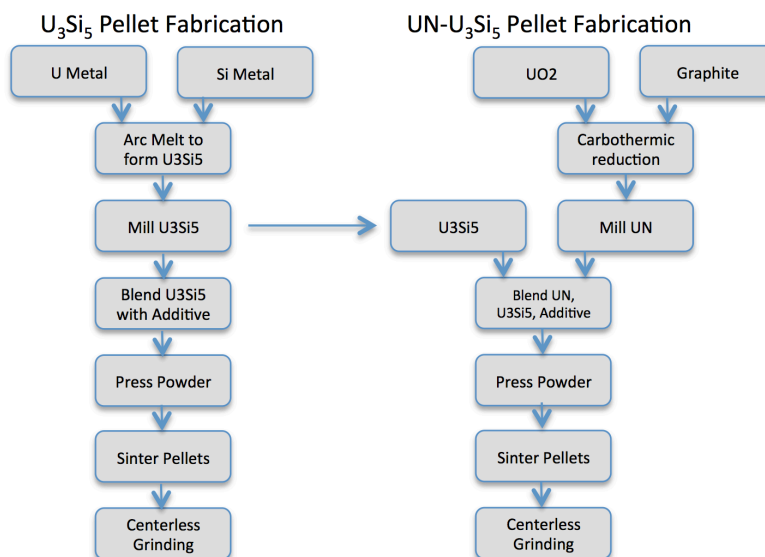 U₃Si₅ Pellet Fabrication
U Metal
Si Metal
Arc Melt to
form U3Si5
Mill U3Si5
Blend U3Si5
with Additive
Press Powder
Sinter Pellets
Centerless
Grinding
UN-U₃Si₅ Pellet Fabrication
UO2
Graphite
Carbothermic
reduction
U3Si5
Mill UN
Blend UN,
U3Si5, Additive
Press Powder
Sinter Pellets
Centerless
Grinding